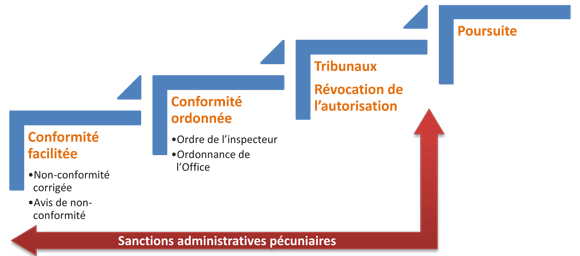 Conformité
facilitée
•Non-conformité
corrigée
•Avis de non-
conformité
Conformité
ordonnée
•Ordre de l’inspecteur
•Ordonnance de
l’Office
Tribunaux
Révocation de
l’autorisation
Poursuite
Sanctions administratives pécuniaires